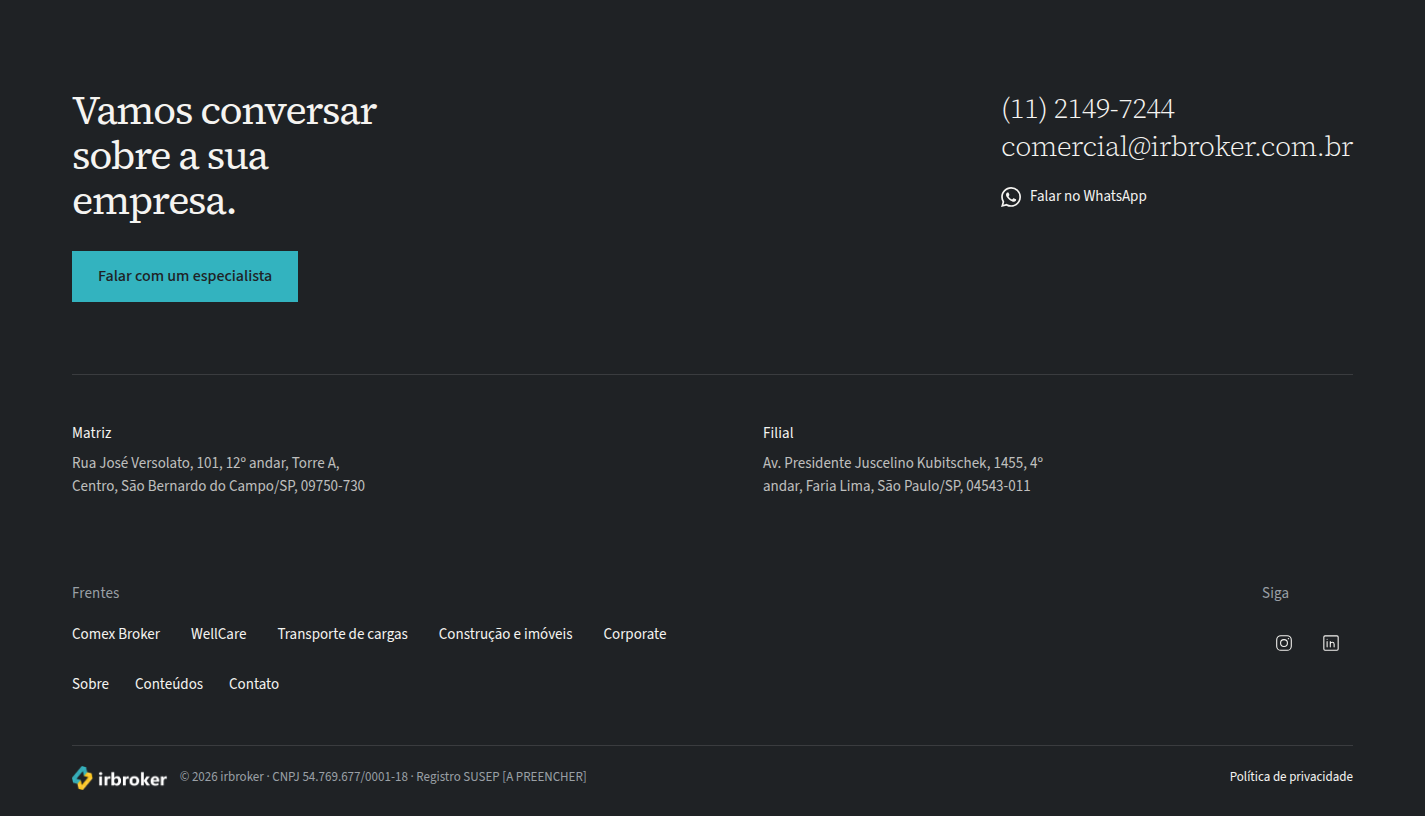 Vamos conversar
sobre a sua
empresa.
Falar com um especialista
(11) 2149-7244
comercial@irbroker.com.br
Falar no WhatsApp
Matriz
Rua José Versolato, 101, 12º andar, Torre A,
Centro, São Bernardo do Campo/SP, 09750-730
Filial
Av. Presidente Juscelino Kubitschek, 1455, 4º
andar, Faria Lima, São Paulo/SP, 04543-011
Frentes
Comex Broker WellCare Transporte de cargas Construção e imóveis Corporate
Sobre Conteúdos Contato
Siga
in
irbroker © 2026 irbroker · CNPJ 54.769.677/0001-18 · Registro SUSEP [A PREENCHER]
Política de privacidade